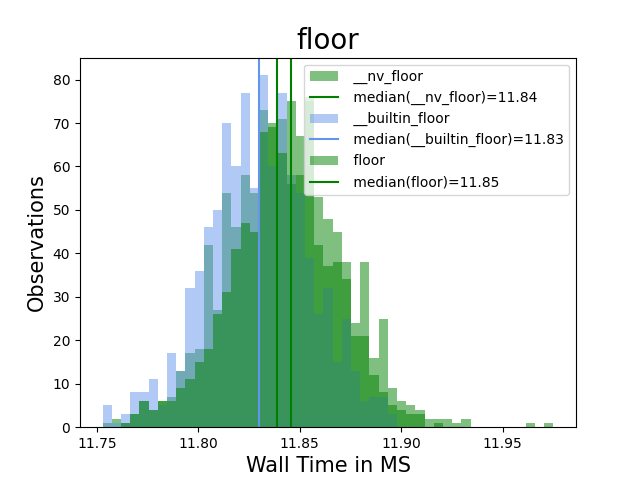 floor
__nv_floor
median(__nv_floor)=11.84
__builtin_floor
median(__builtin_floor)=11.83
floor
median(floor)=11.85
80
70
60
50
40
30
20
10
0
Observations
11.75 11.80 11.85 11.90 11.95
Wall Time in MS